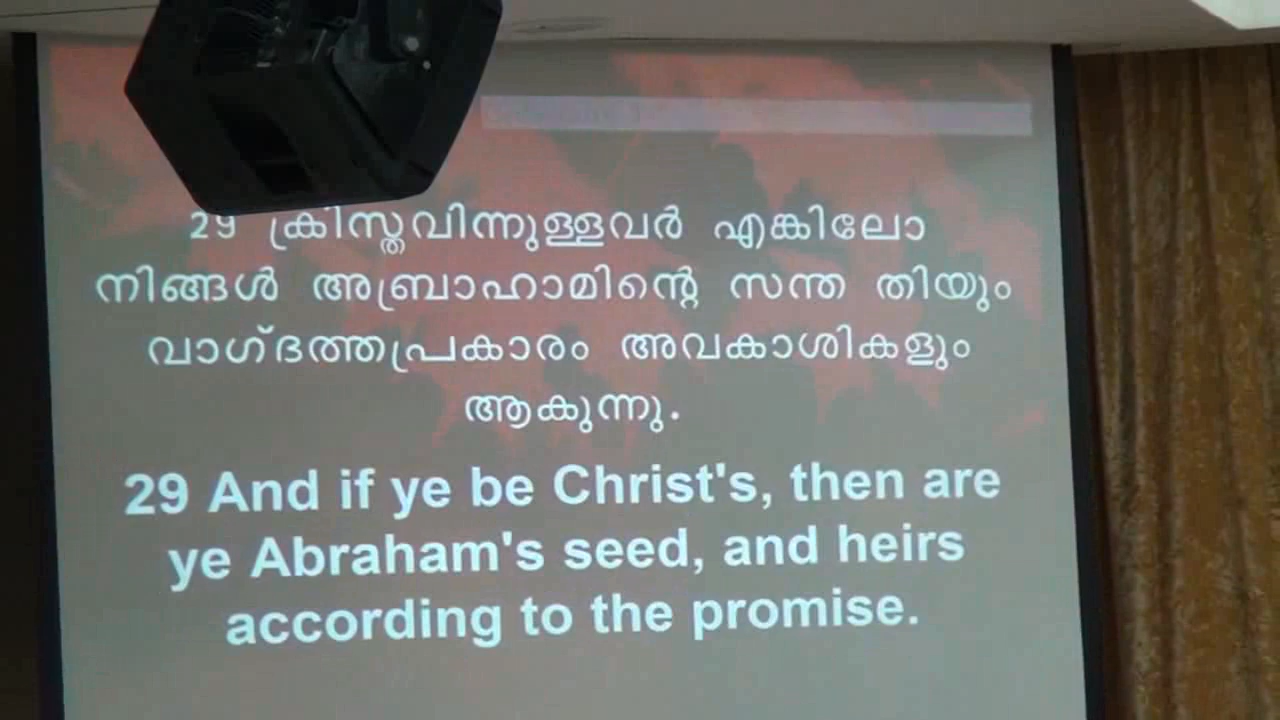 29 ക്രിസ്തവിന്നുള്ളവർ എങ്കിലോ
നിങ്ങൾ അബ്രാഹാമിന്റെ സന്ത തിയും
വാഗ്ദത്തപ്രകാരം അവകാശികളും
ആകുന്നു.
29 And if ye be Christ's, then are
ye Abraham's seed, and heirs
according to the promise.